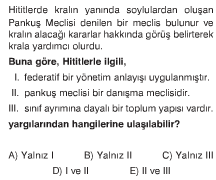 Hititlerde kralın yanında soylulardan oluşan
Pankuş Meclisi denilen bir meclis bulunur ve
kralın alacağı kararlar hakkında görüş belirterek
krala yardımcı olurdu.
Buna göre, Hititlerle ilgili,
I. federatif bir yönetim anlayışı uygulanmıştır.
II. pankuş meclisi bir danışma meclisidir.
III. sınıf ayrımına dayalı bir toplum yapısı vardır.
yargılarından hangilerine ulaşılabilir?
A) Yalnız I B) Yalnız II C) Yalnız III
D) I ve II E) II ve III